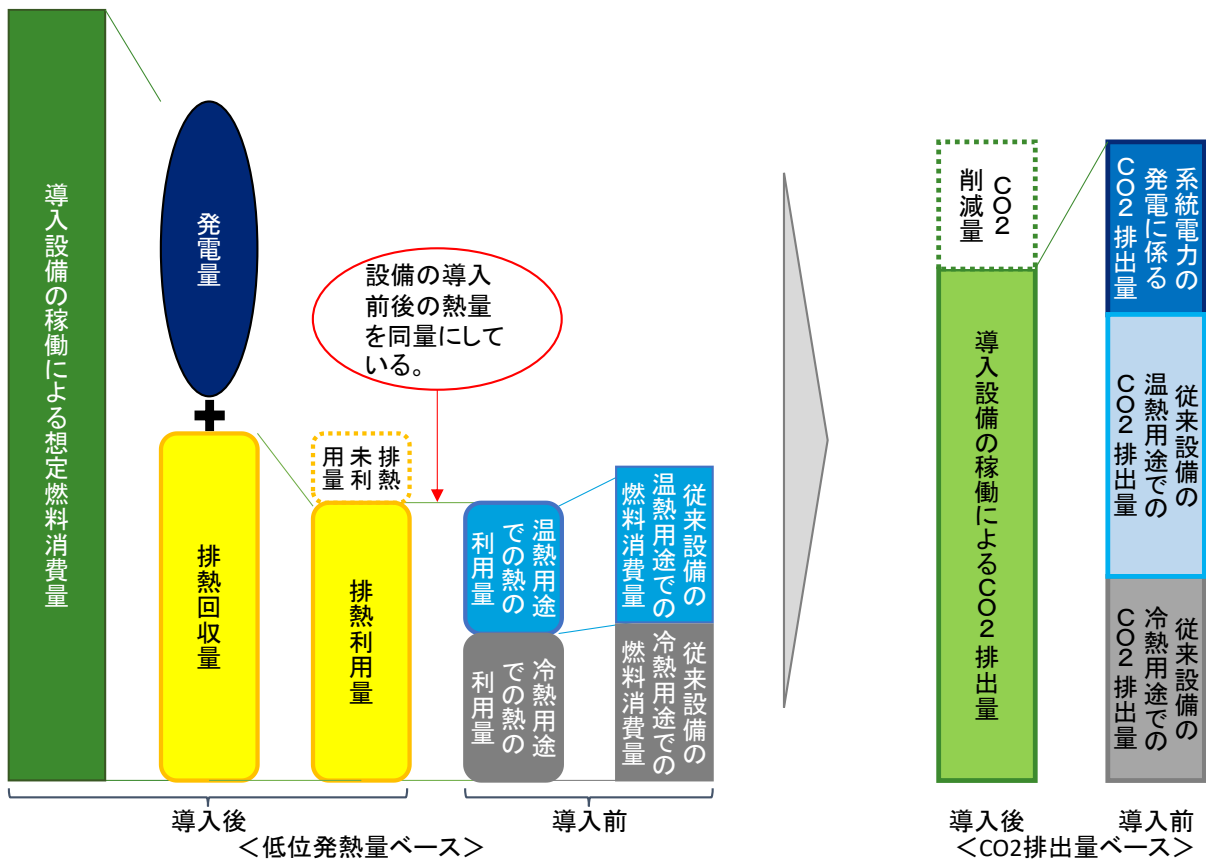 導入設備の稼働による想定燃料消費量
発電量
排熱回収量
排熱
未利
用量
排熱利用量
設備の導入
前後の熱量
を同量にして
いる。
温熱用途
での熱の
利用量
冷熱用途
での熱の
利用量
従来設備の
温熱用途での
燃料消費量
従来設備の
冷熱用途での
燃料消費量
導入後
導入前
＜低位発熱量ベース＞
CO2
削減量
導入設備の稼働によるCO2排出量
系統電力の
発電に係る
CO2排出量
従来設備の
温熱用途での
CO2排出量
従来設備の
冷熱用途での
CO2排出量
導入後
導入前
＜CO2排出量ベース＞